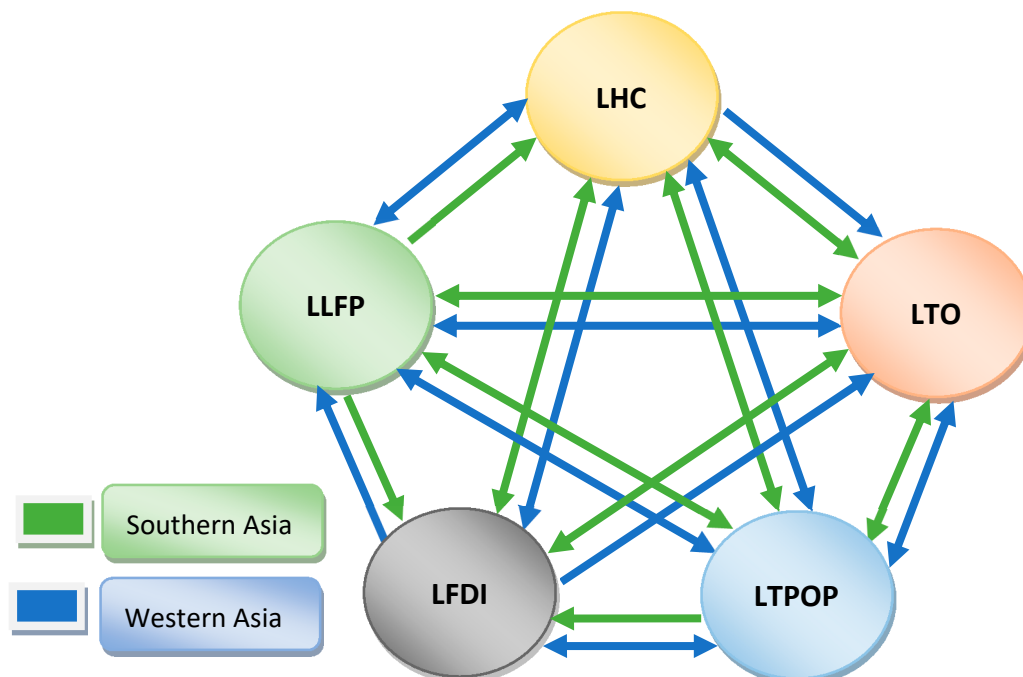 LHC
LLFP
LTO
LFDI
LTPOP
Southern Asia
Western Asia